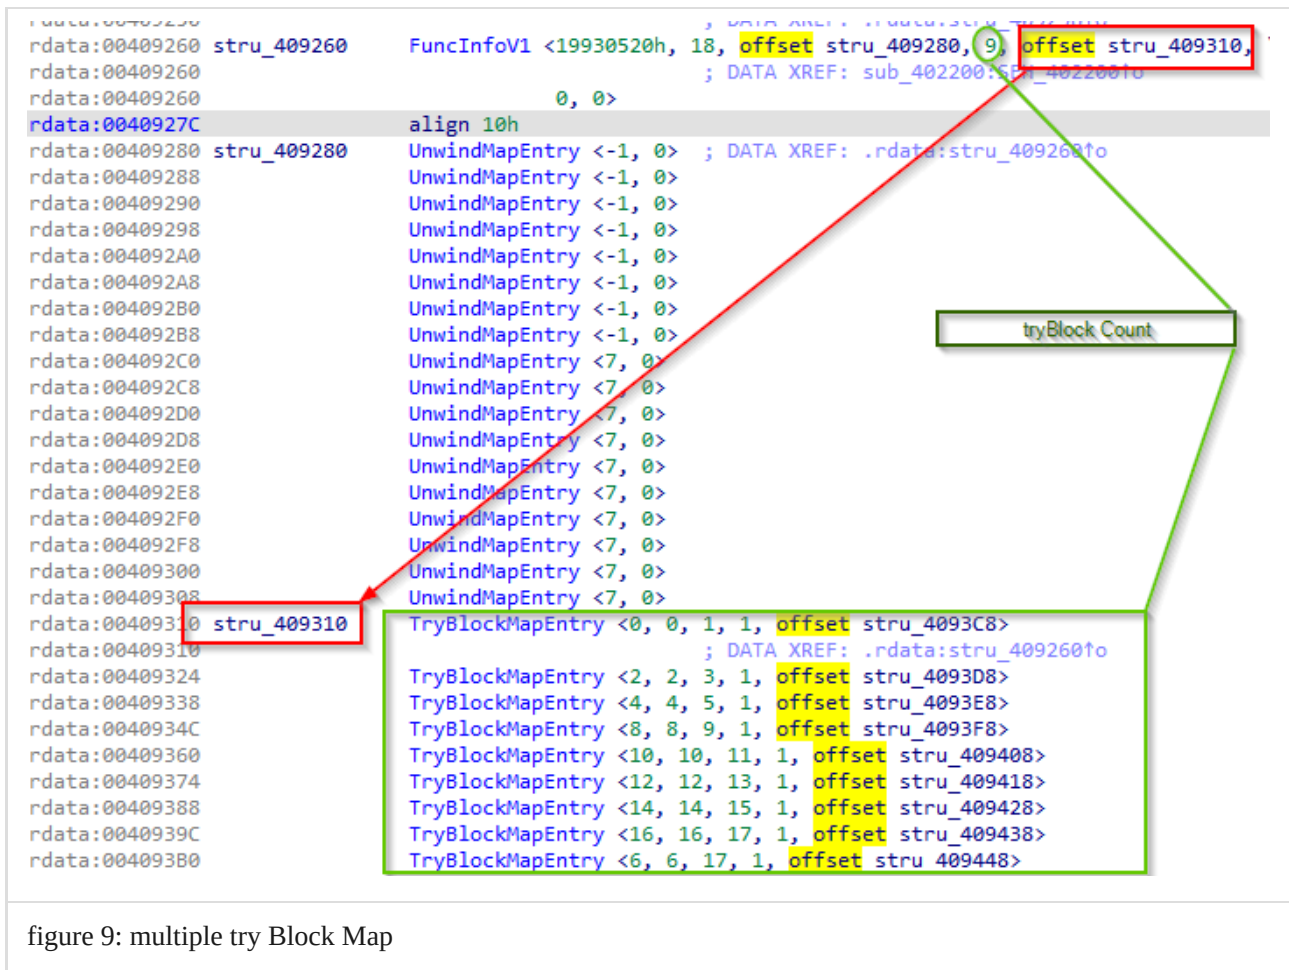 rdata:00409250 ; DATA XREF: .rdata:stru_409230↑o
rdata:00409260 stru_409260 FuncInfoV1 <19930520h, 18, offset stru_409280, 9, offset stru_409310,
rdata:00409260 ; DATA XREF: sub_402200:SEH_402200↑o
rdata:00409260 0, 0>
rdata:0040927C align 10h
rdata:00409280 stru_409280 UnwindMapEntry <-1, 0> ; DATA XREF: .rdata:stru_409260↑o
rdata:00409288 UnwindMapEntry <-1, 0>
rdata:00409290 UnwindMapEntry <-1, 0>
rdata:00409298 UnwindMapEntry <-1, 0>
rdata:004092A0 UnwindMapEntry <-1, 0>
rdata:004092A8 UnwindMapEntry <-1, 0>
rdata:004092B0 UnwindMapEntry <-1, 0>
rdata:004092B8 UnwindMapEntry <-1, 0>
tryBlock Count
rdata:004092C0 UnwindMapEntry <7, 0>
rdata:004092C8 UnwindMapEntry <7, 0>
rdata:004092D0 UnwindMapEntry <7, 0>
rdata:004092D8 UnwindMapEntry <7, 0>
rdata:004092E0 UnwindMapEntry <7, 0>
rdata:004092E8 UnwindMapEntry <7, 0>
rdata:004092F0 UnwindMapEntry <7, 0>
rdata:004092F8 UnwindMapEntry <7, 0>
rdata:00409300 UnwindMapEntry <7, 0>
rdata:00409308 UnwindMapEntry <7, 0>
rdata:00409310 stru_409310 TryBlockMapEntry <0, 0, 1, 1, offset stru_4093C8>
rdata:00409310 ; DATA XREF: .rdata:stru_409260↑o
rdata:00409324 TryBlockMapEntry <2, 2, 3, 1, offset stru_4093D8>
rdata:00409338 TryBlockMapEntry <4, 4, 5, 1, offset stru_4093E8>
rdata:0040934C TryBlockMapEntry <8, 8, 9, 1, offset stru_4093F8>
rdata:00409360 TryBlockMapEntry <10, 10, 11, 1, offset stru_409408>
rdata:00409374 TryBlockMapEntry <12, 12, 13, 1, offset stru_409418>
rdata:00409388 TryBlockMapEntry <14, 14, 15, 1, offset stru_409428>
rdata:0040939C TryBlockMapEntry <16, 16, 17, 1, offset stru_409438>
rdata:004093B0 TryBlockMapEntry <6, 6, 17, 1, offset stru_409448>
figure 9: multiple try Block Map